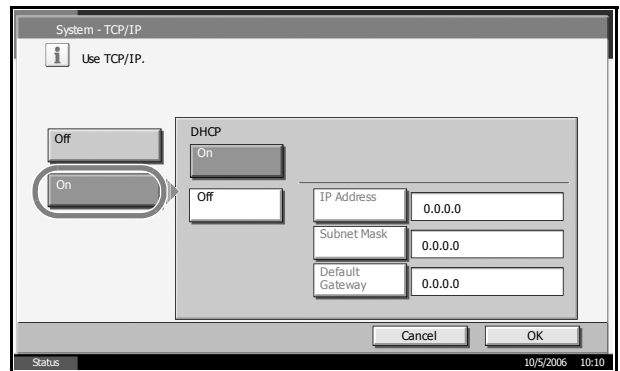 System - TCP/IP
i
Use TCP/IP.
Off
On
DHCP
On
Off
IP Address
0.0.0.0
Subnet Mask
0.0.0.0
Default
Gateway
0.0.0.0
Cancel
OK
Status
10/5/2006 10:10